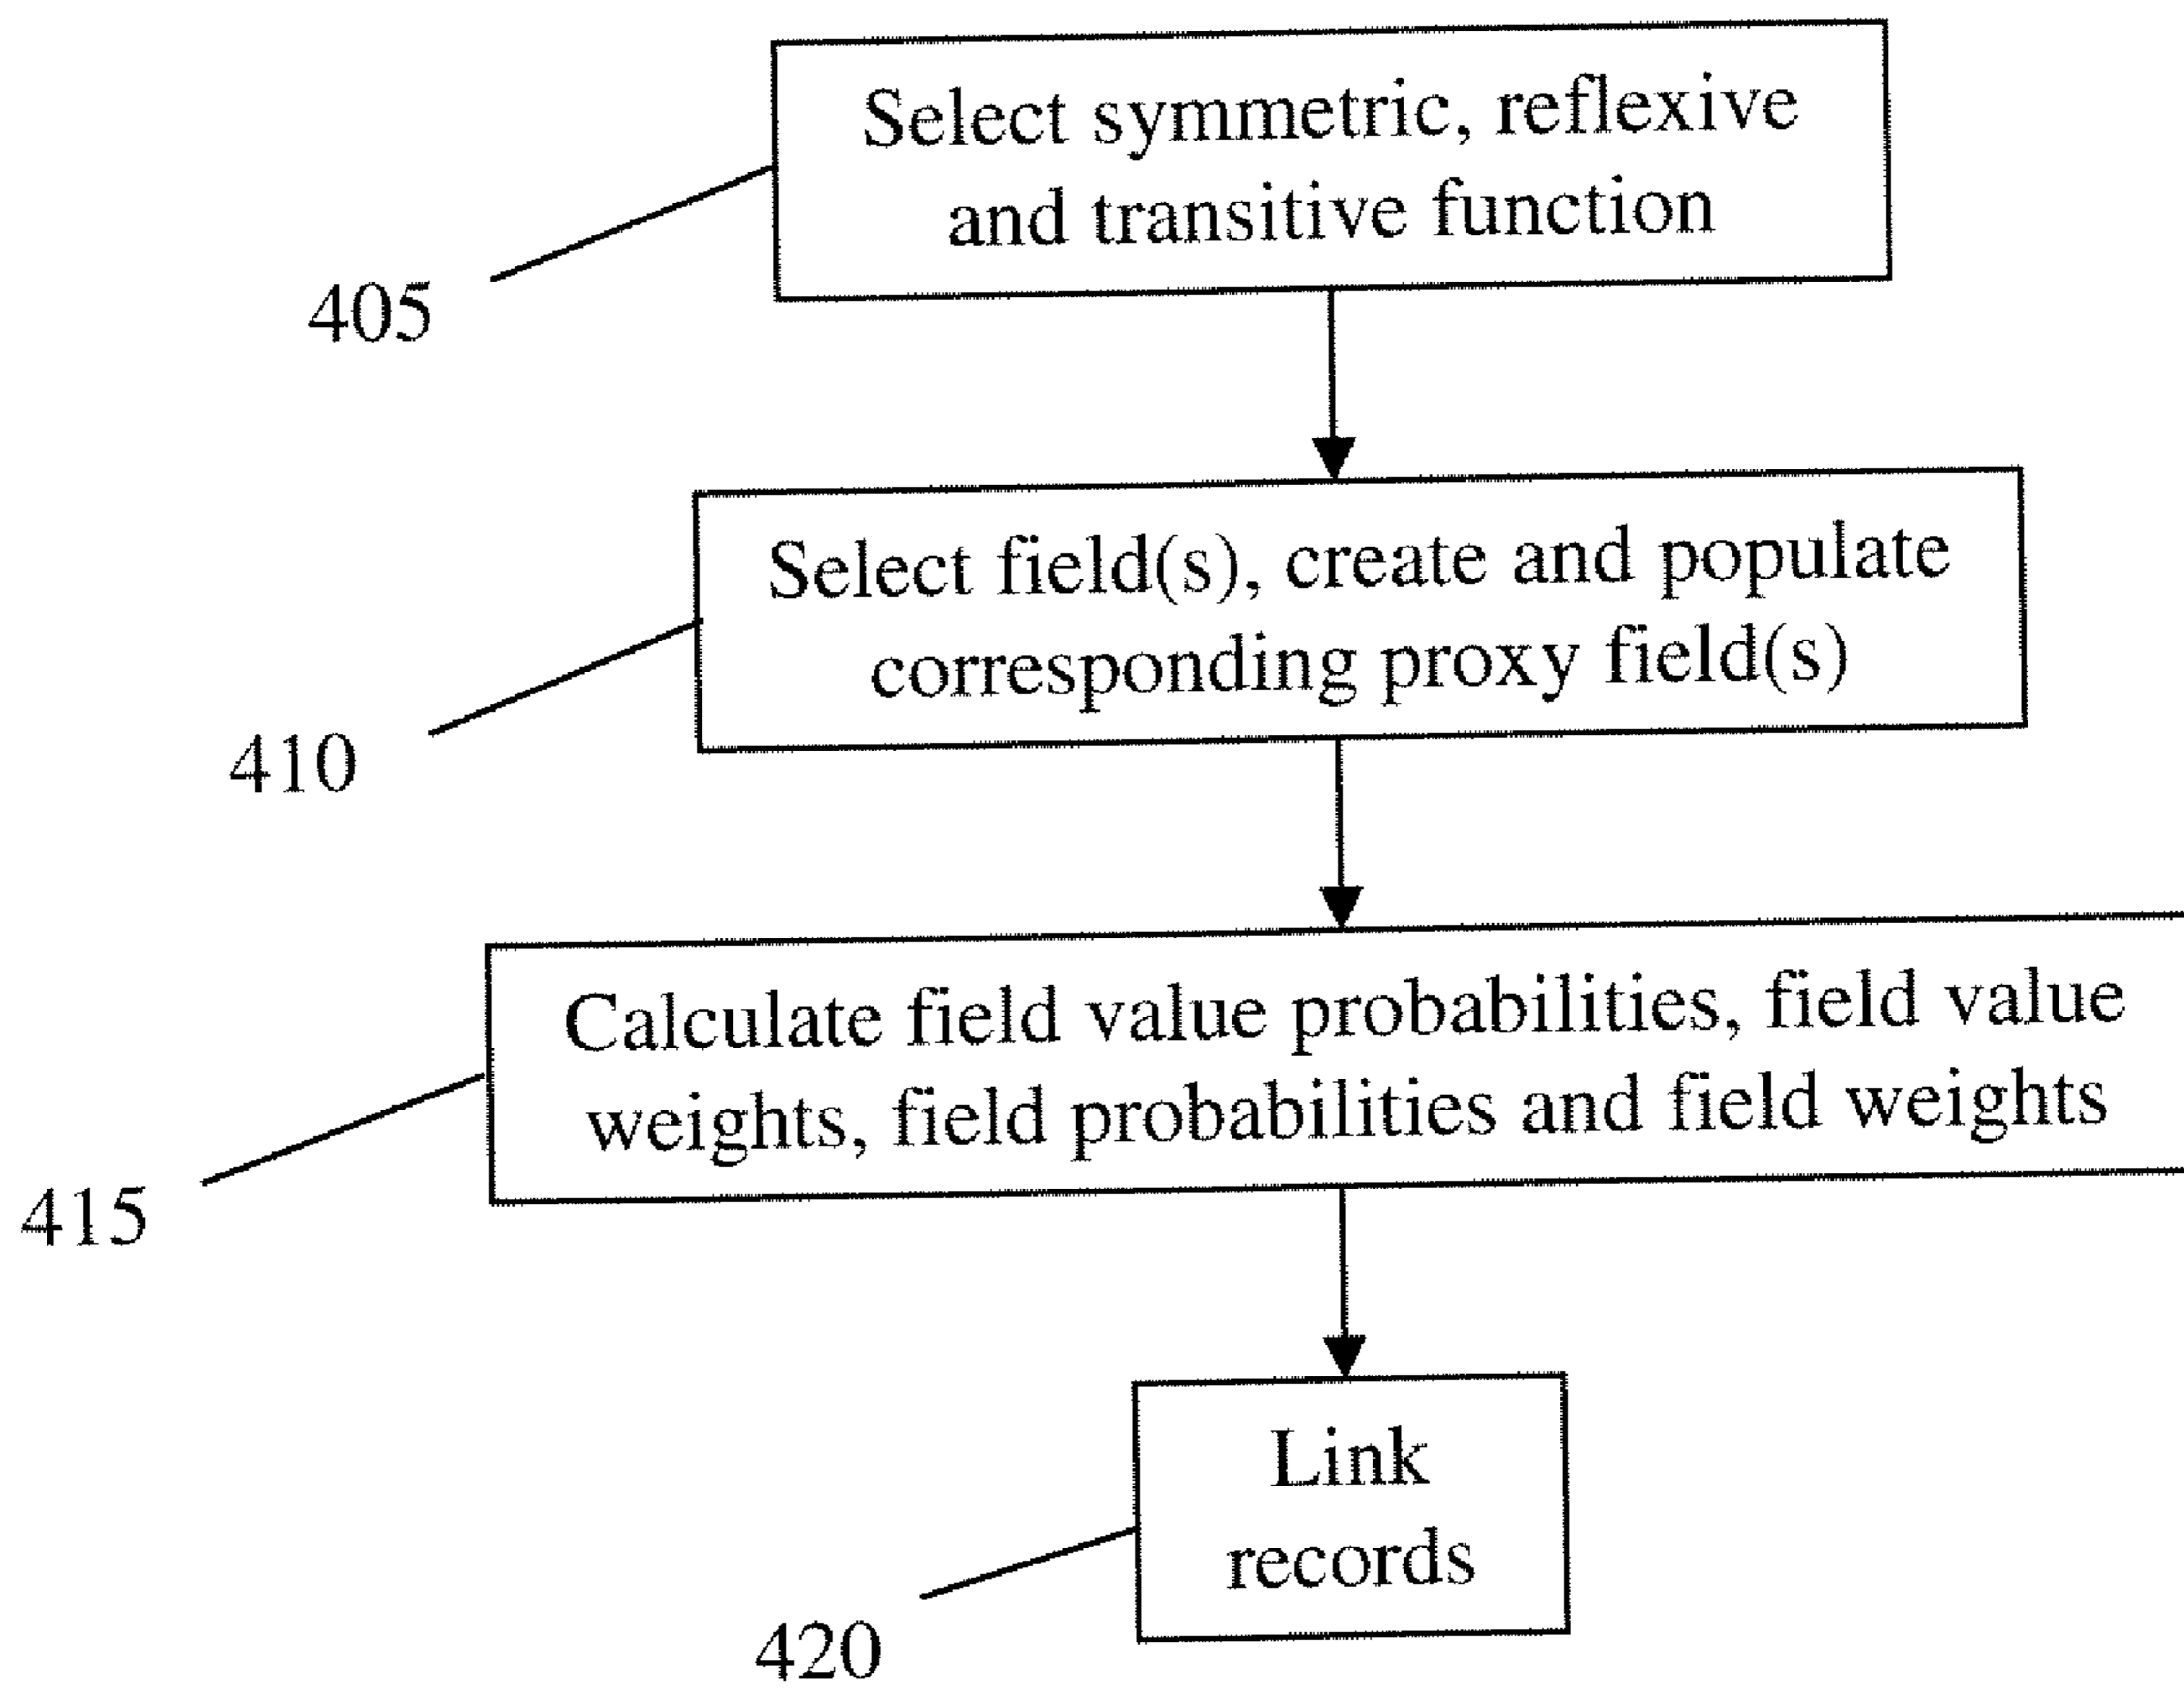 Select symmetric, reflexive
and transitive function
405
Select field(s), create and populate
corresponding proxy field(s)
410
Calculate field value probabilities, field value
weights, field probabilities and field weights
415
Link
records
420